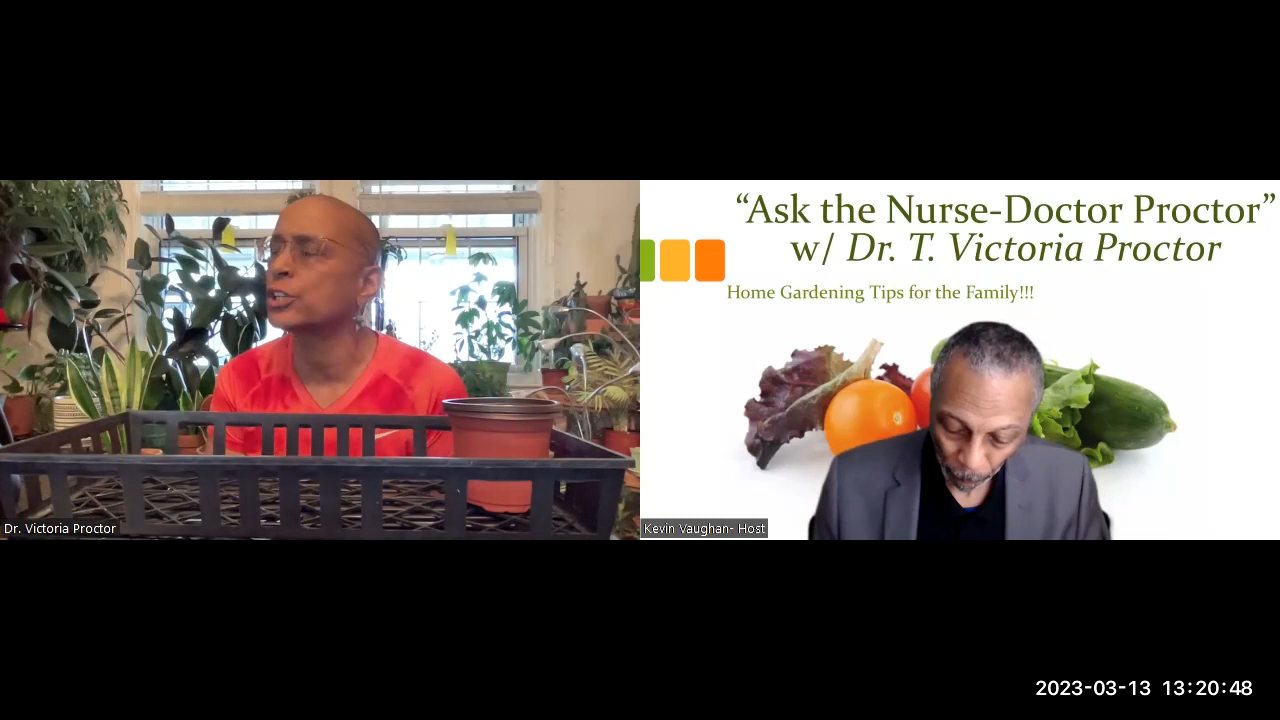 “Ask the Nurse-Doctor Proctor”
w/ Dr. T. Victoria Proctor
Home Gardening Tips for the Family!!!
Dr. Victoria Proctor
Kevin Vaughan- Host
2023-03-13 13:20:48